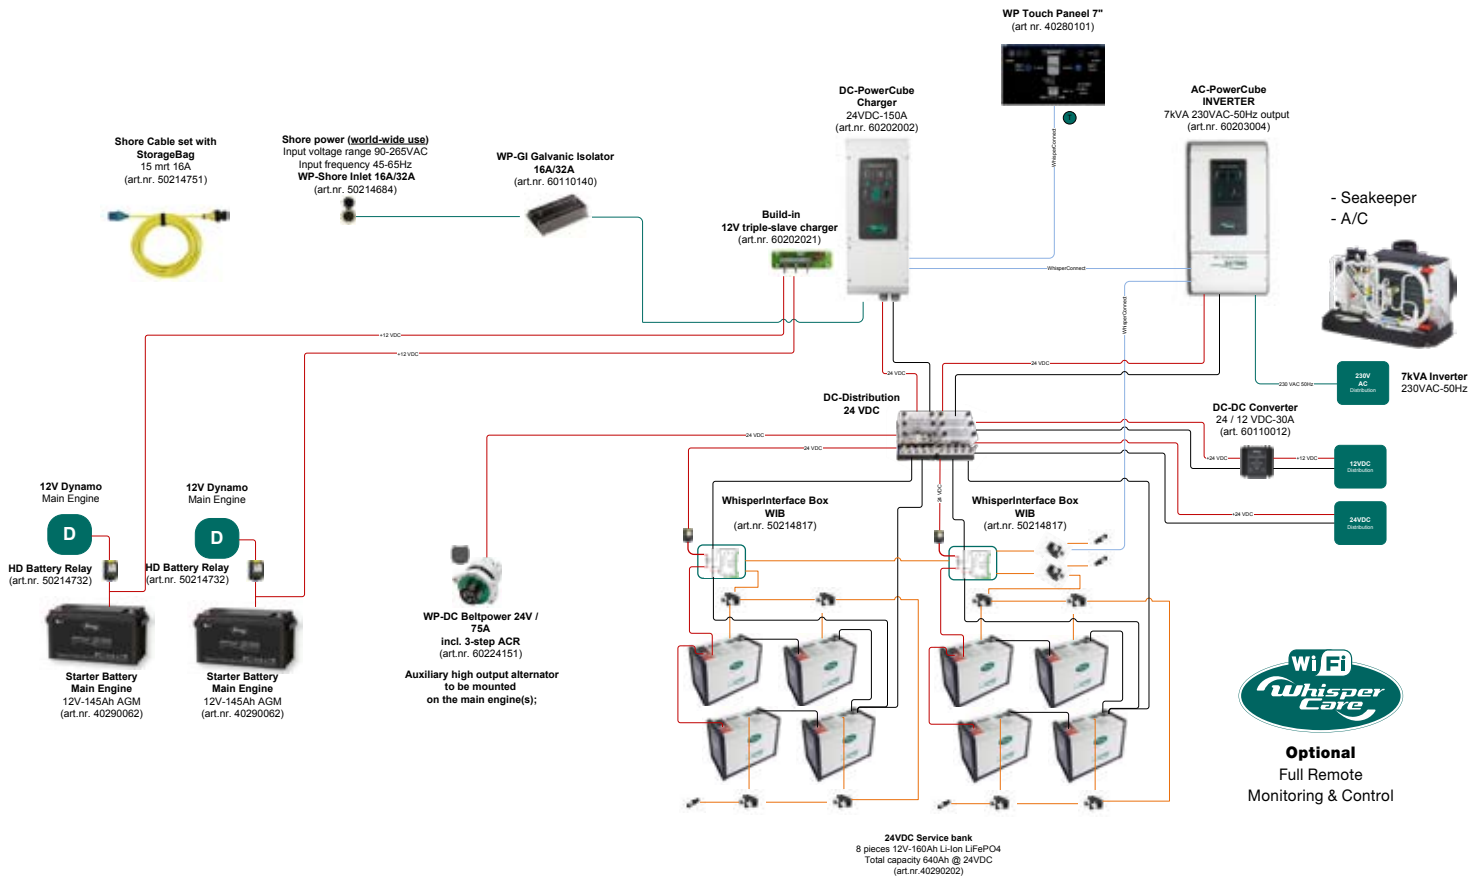 WP Touch Paneel 7"
(art nr. 40280101)
DC-PowerCube
Charger
24VDC-150A
(art.nr. 60202002)
AC-PowerCube
INVERTER
7kVA 230VAC-50Hz output
(art.nr. 60203004)
Shore Cable set with
StorageBag
15 mrt 16A
(art.nr. 50214751)
Shore power (world-wide use)
Input voltage range 90-265VAC
Input frequency 45-65Hz
WP-Shore Inlet 16A/32A
(art.nr. 50214684)
WP-GI Galvanic Isolator
16A/32A
(art.nr. 60110140)
Build-in
12V triple-slave charger
(art.nr. 60202021)
- Seakeeper
- A/C
WhisperConnect
WhisperConnect
WhisperConnect
+12 VDC
+12 VDC
24 VDC
24 VDC
230 VAC 50Hz
230V
AC
Distribution
7kVA Inverter
230VAC-50Hz
DC-Distribution
24 VDC
DC-DC Converter
24 / 12 VDC-30A
(art. 60110012)
24 VDC
24 VDC
24 VDC
+24 VDC
+12 VDC
12VDC
Distribution
+24 VDC
24VDC
Distribution
12V Dynamo
Main Engine
D
HD Battery Relay
(art.nr. 50214732)
12V Dynamo
Main Engine
D
HD Battery Relay
(art.nr. 50214732)
WhisperInterface Box
WIB
(art.nr. 50214817)
WhisperInterface Box
WIB
(art.nr. 50214817)
WP-DC Beltpower 24V /
75A
incl. 3-step ACR
(art.nr. 60224151)
Auxiliary high output alternator
to be mounted
on the main engine(s);
Starter Battery
Main Engine
12V-145Ah AGM
(art.nr. 40290062)
Starter Battery
Main Engine
12V-145Ah AGM
(art.nr. 40290062)
WiFi
Whisper
Care
Optional
Full Remote
Monitoring & Control
24VDC Service bank
8 pieces 12V-160Ah Li-Ion LiFePO4
Total capacity 640Ah @ 24VDC
(art.nr.40290202)